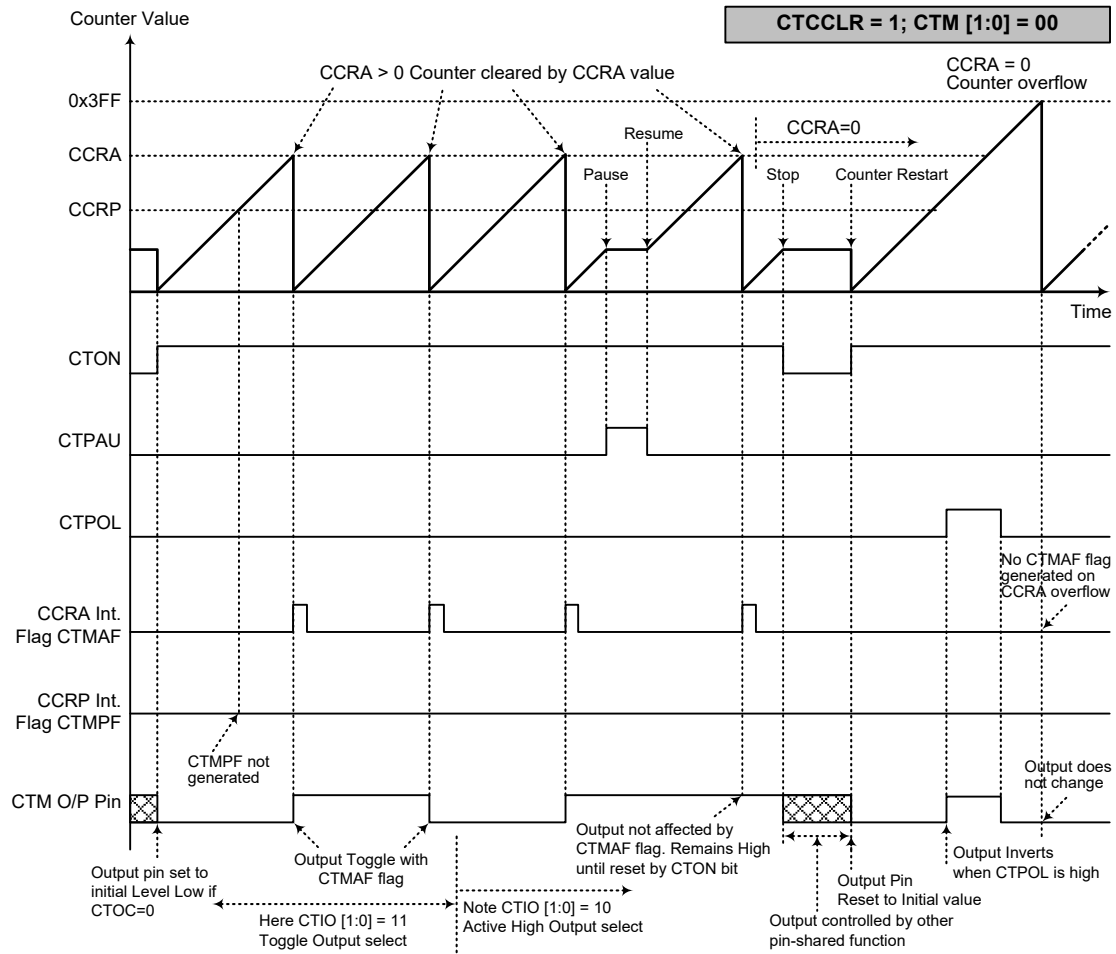 Counter Value
CTCCLR = 1; CTM [1:0] = 00
CCRA > 0 Counter cleared by CCRA value
CCRA = 0
Counter overflow
0x3FF
Resume
CCRA=0
CCRA
Pause
Stop
Counter Restart
CCRP
Time
CTON
CTPAU
CTPOL
No CTMAF flag
generated on
CCRA overflow
CCRA Int.
Flag CTMAF
CCRP Int.
Flag CTMPF
CTMPF not
generated
Output does
not change
CTM O/P Pin
Output pin set to
initial Level Low if
CTOC=0
Output Toggle with
CTMAF flag
Output not affected by
CTMAF flag. Remains High
until reset by CTON bit
Output Inverts
when CTPOL is high
Output Pin
Reset to Initial value
Here CTIO [1:0] = 11
Toggle Output select
Note CTIO [1:0] = 10
Active High Output select
Output controlled by other
pin-shared function